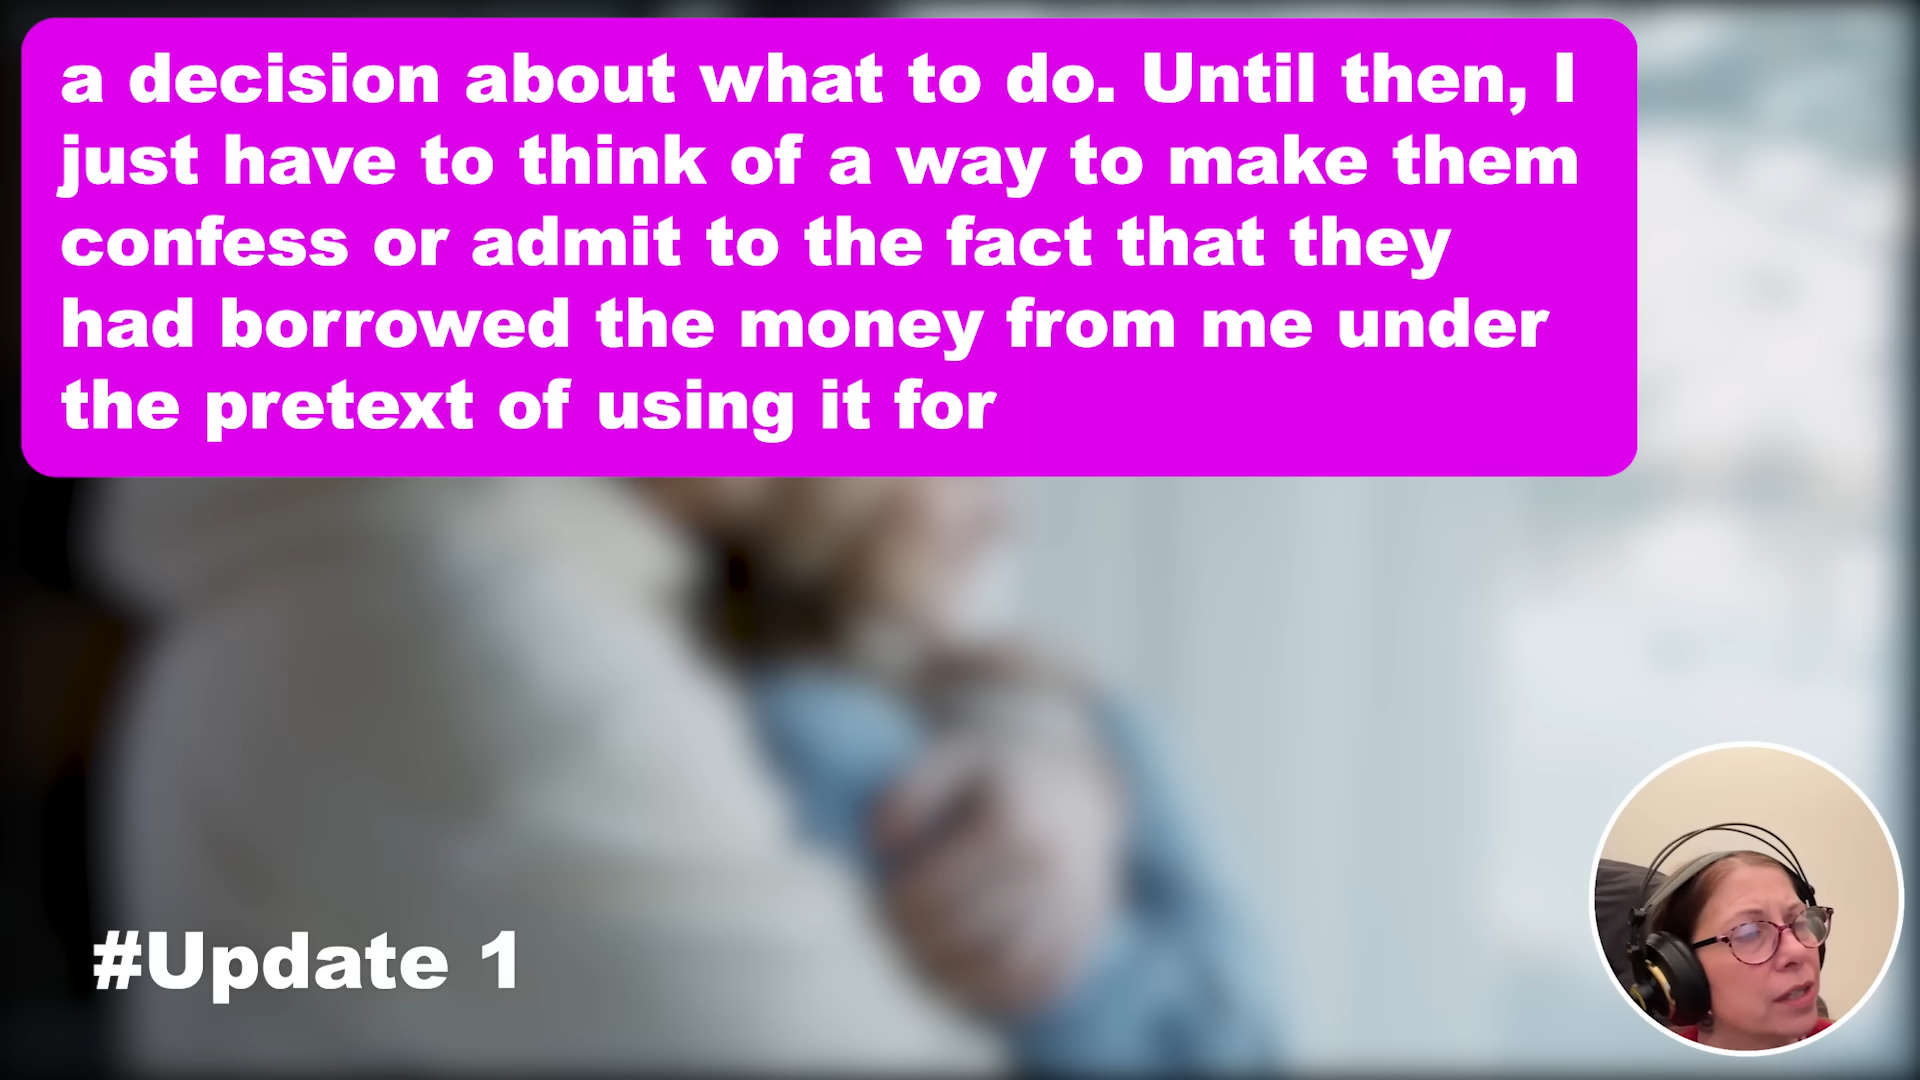 a decision about what to do. Until then, I
just have to think of a way to make them
confess or admit to the fact that they
had borrowed the money from me under
the pretext of using it for
#Update 1